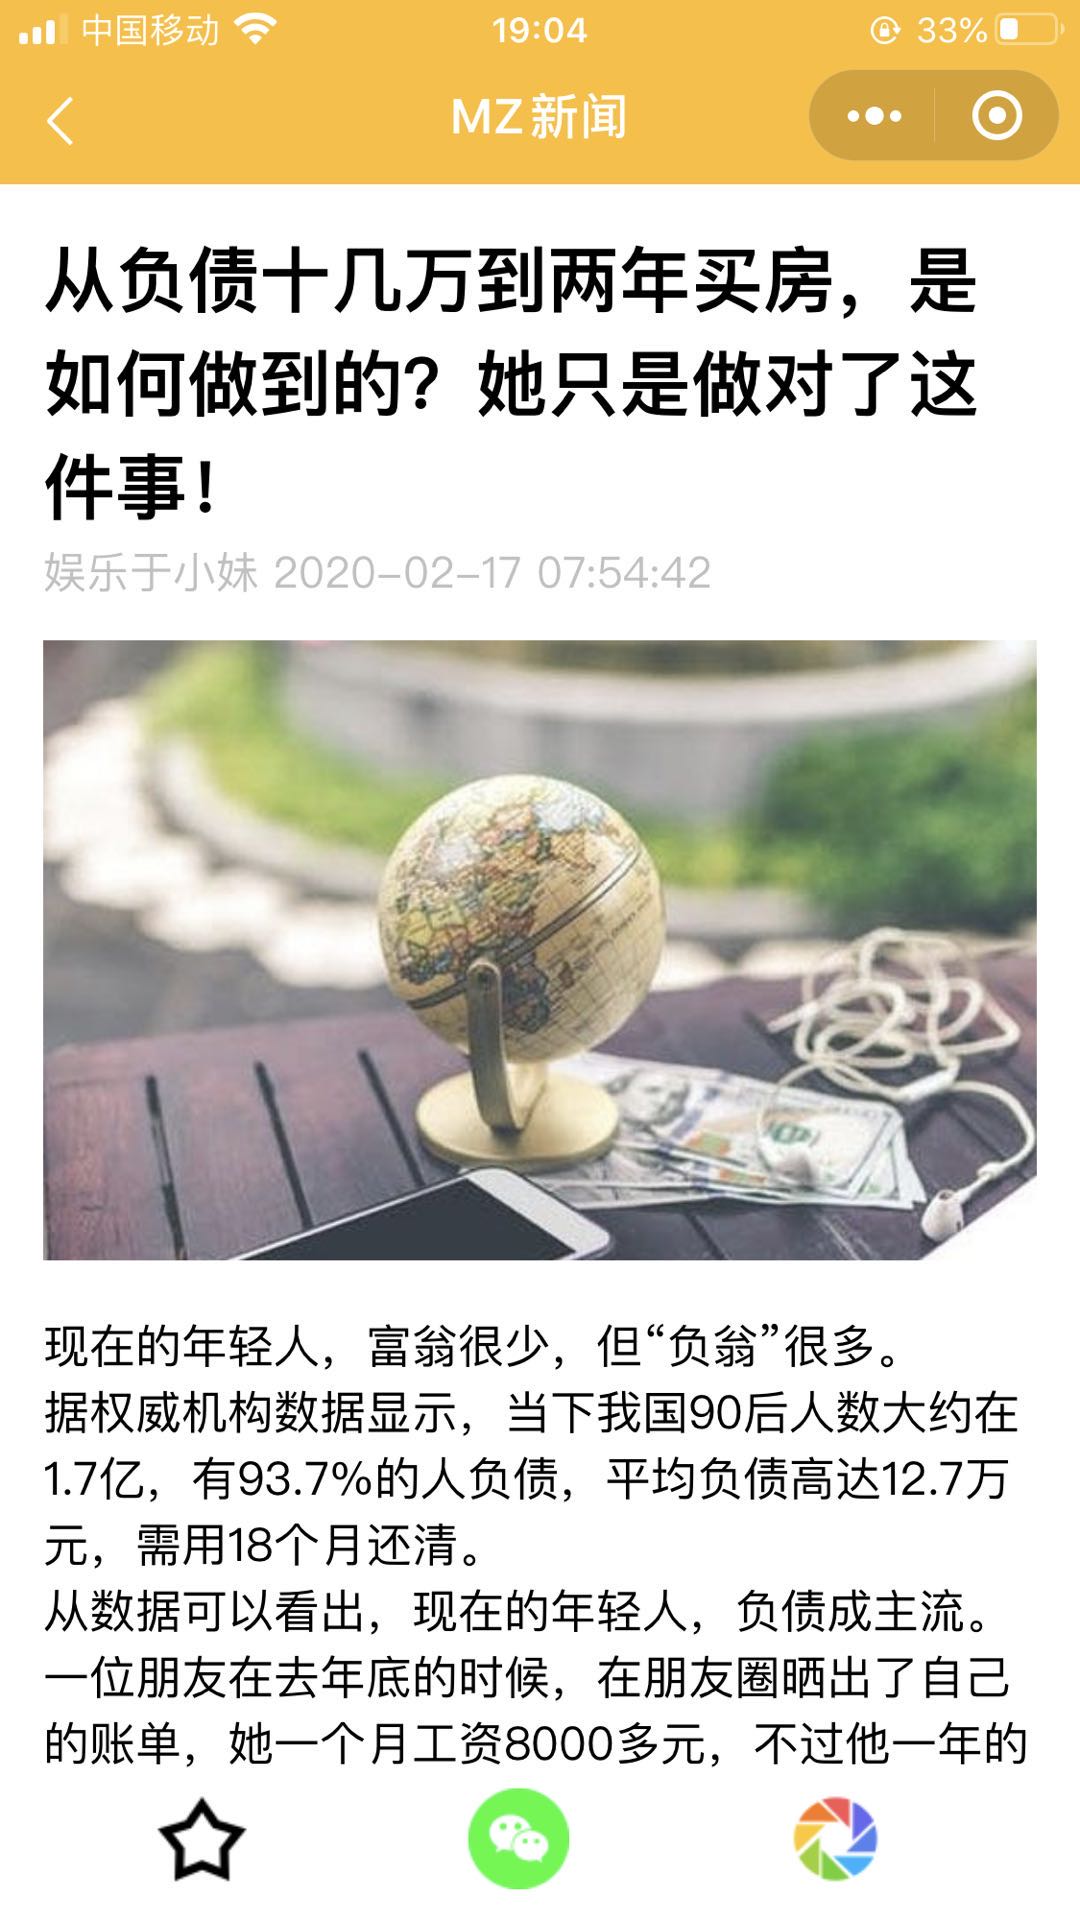 中国移动 19:04 33%
MZ新闻
从负债十几万到两年买房，是
如何做到的？她只是做对了这
件事！
娱乐于小妹 2020-02-17 07:54:42
现在的年轻人，富翁很少，但“负翁”很多。
据权威机构数据显示，当下我国90后人数大约在
1.7亿，有93.7%的人负债，平均负债高达12.7万
元，需用18个月还清。
从数据可以看出，现在的年轻人，负债成主流。
一位朋友在去年底的时候，在朋友圈晒出了自己
的账单，她一个月工资8000多元，不过他一年的